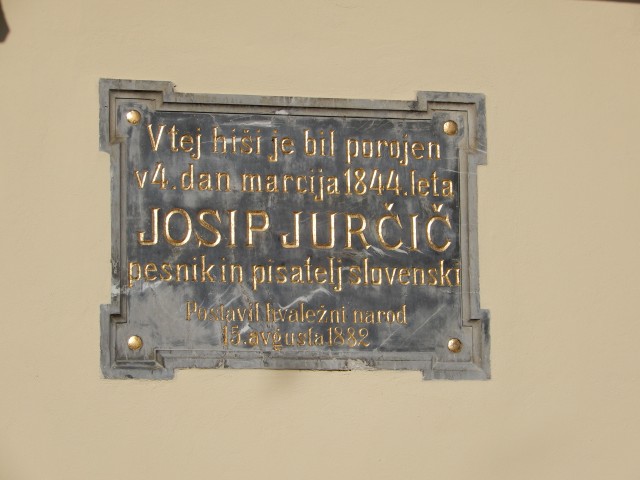 V tej hiši je bil porojen
v 4. dan marcija 1844. leta
JOSIP JURČIČ
pesnik in pisatelj slovenski
Postavil hvaležni narod
15. avgusta 1882